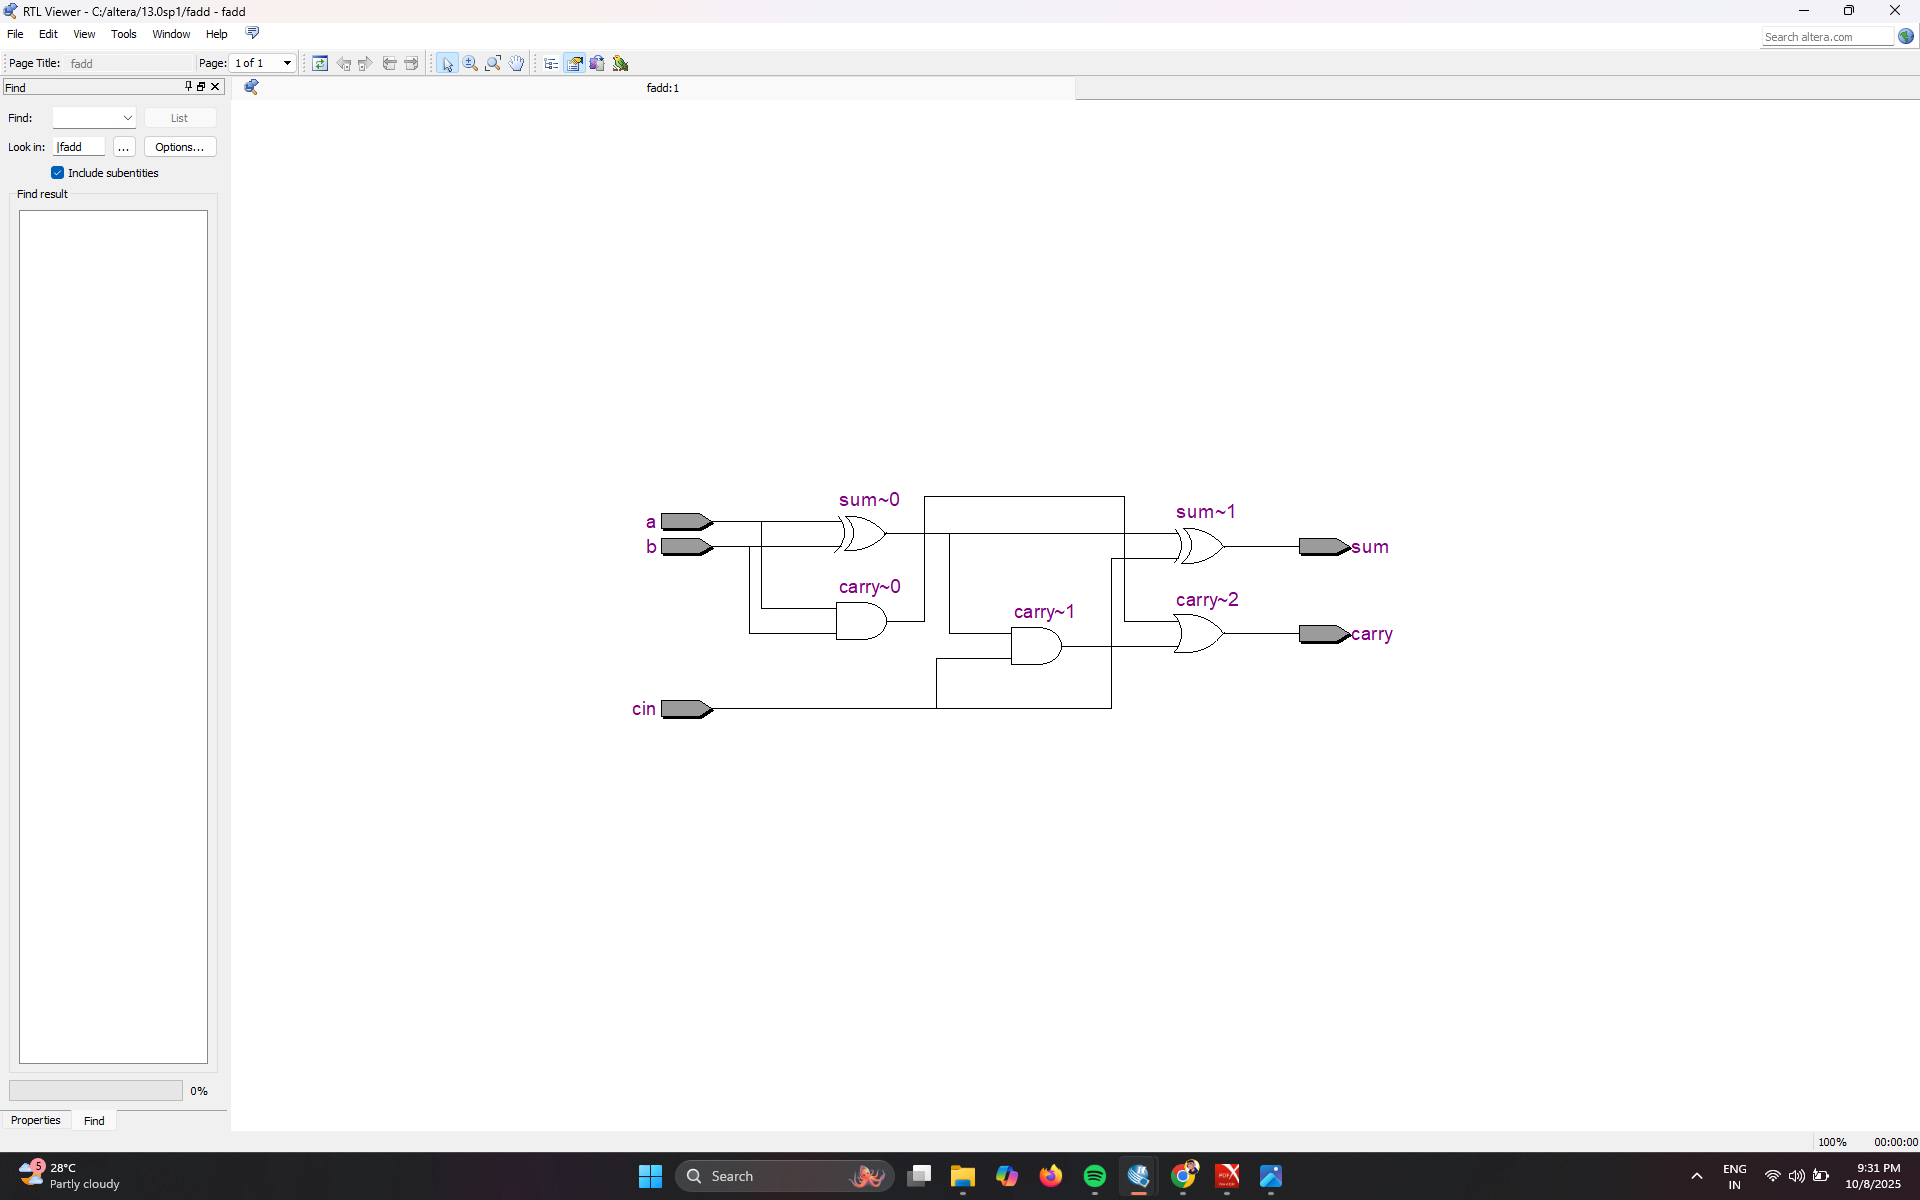 RTL Viewer - C:/altera/13.0sp1/fadd - fadd
File Edit View Tools Window Help
Search altera.com
Page Title: fadd Page: 1 of 1
Find
fadd:1
Find: List
Look in: |fadd ... Options...
Include subentities
Find result
sum~0
sum~1
a
b
sum
carry~0
carry~1
carry~2
carry
cin
0%
Properties Find
100% 00:00:00
5
28°C
Partly cloudy
Search
ENG
IN
9:31 PM
10/8/2025